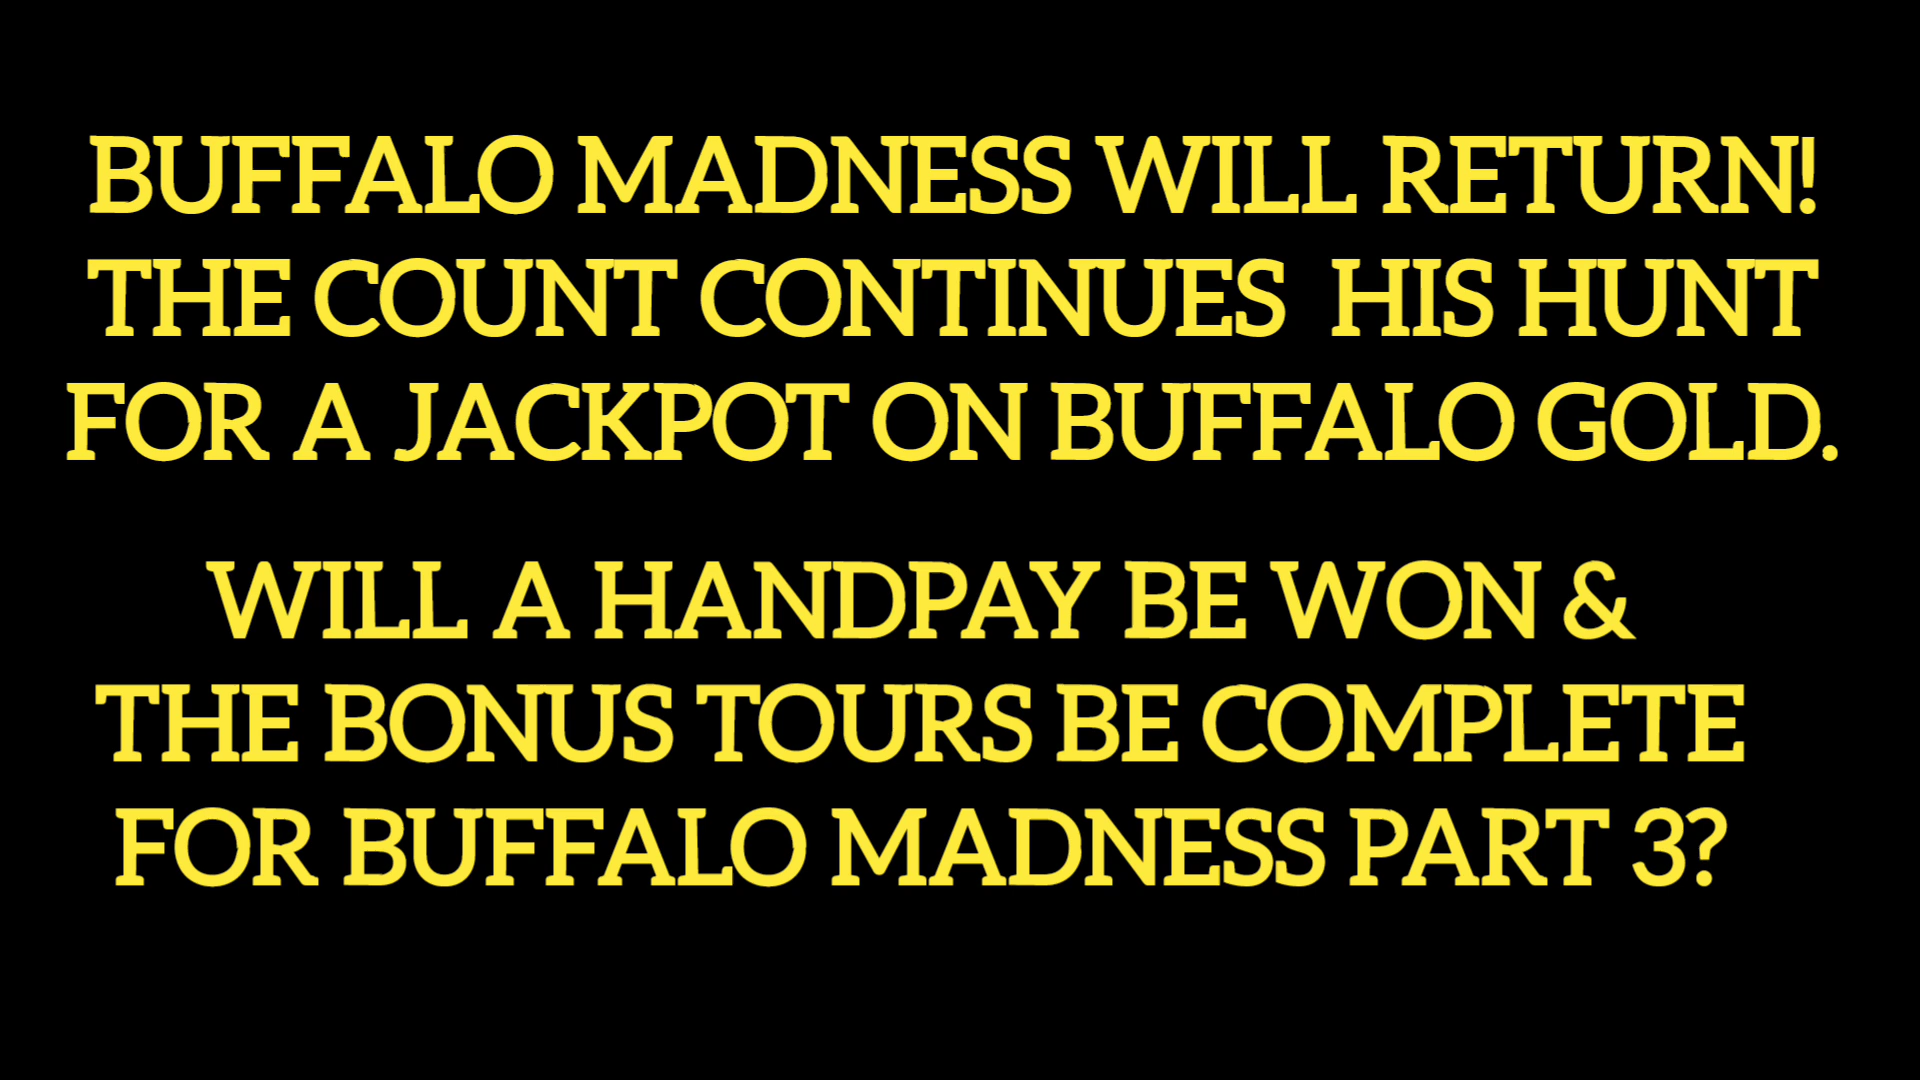 BUFFALO MADNESS WILL RETURN!
THE COUNT CONTINUES  HIS HUNT
FOR A JACKPOT ON BUFFALO GOLD.
WILL A HANDPAY BE WON &
THE BONUS TOURS BE COMPLETE
FOR BUFFALO MADNESS PART 3?